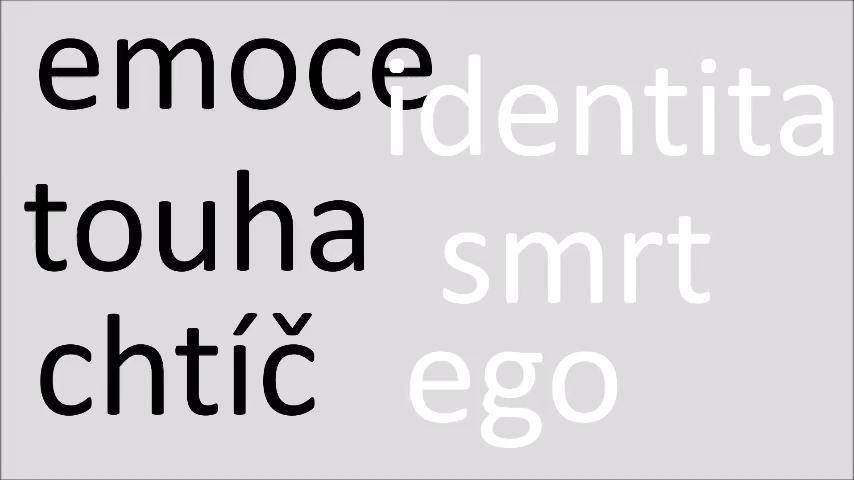 emoce
identita
touha
smrt
chtíč
ego